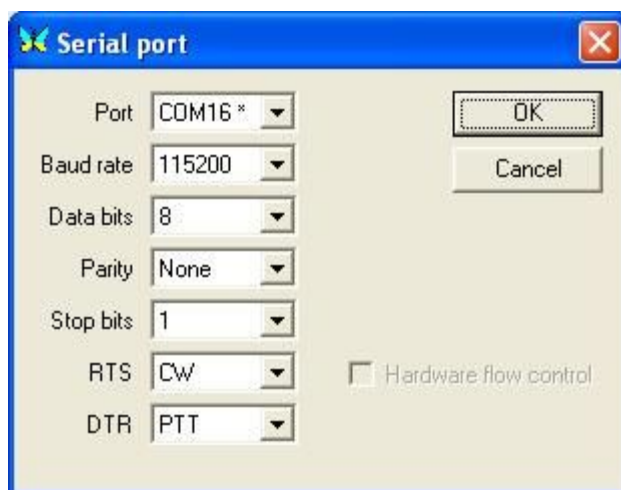 Serial port
Port COM16 *
OK
Baud rate 115200
Cancel
Data bits 8
Parity None
Stop bits 1
RTS CW
Hardware flow control
DTR PTT